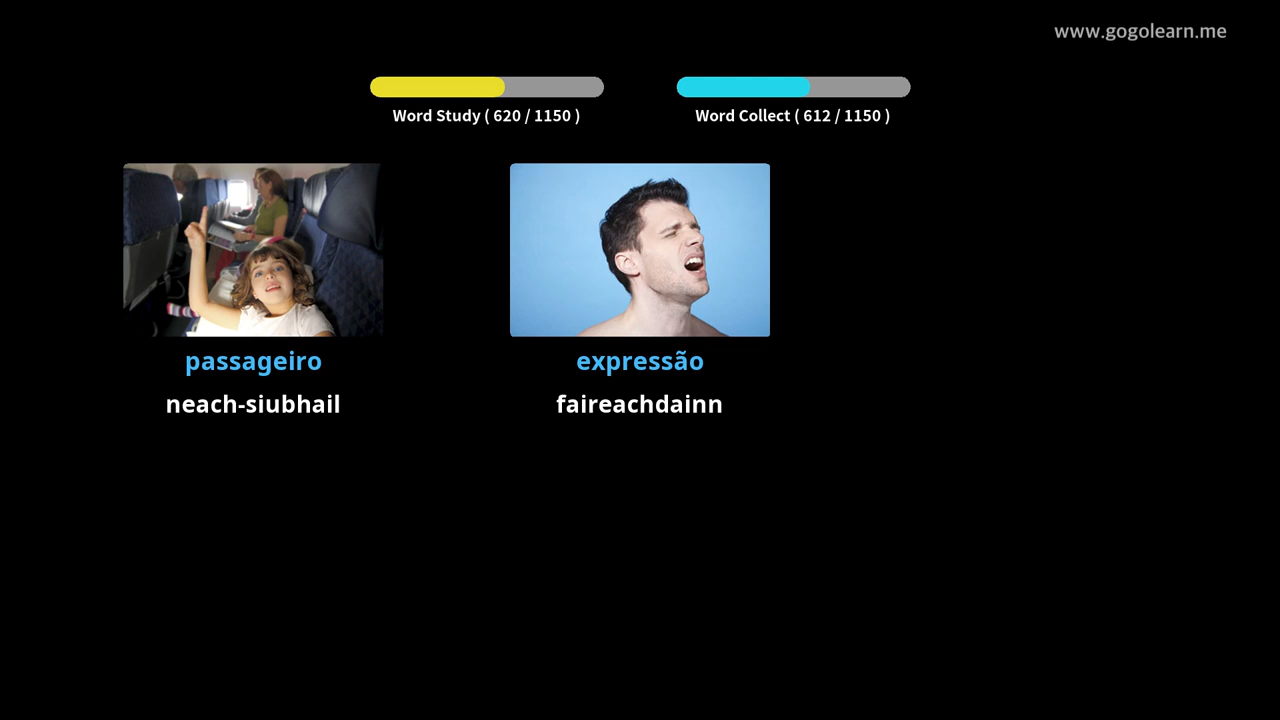 www.gogolearn.me
Word Study ( 620 / 1150 )
Word Collect ( 612 / 1150 )
passageiro
neach-siubhail
expressão
faireachdainn